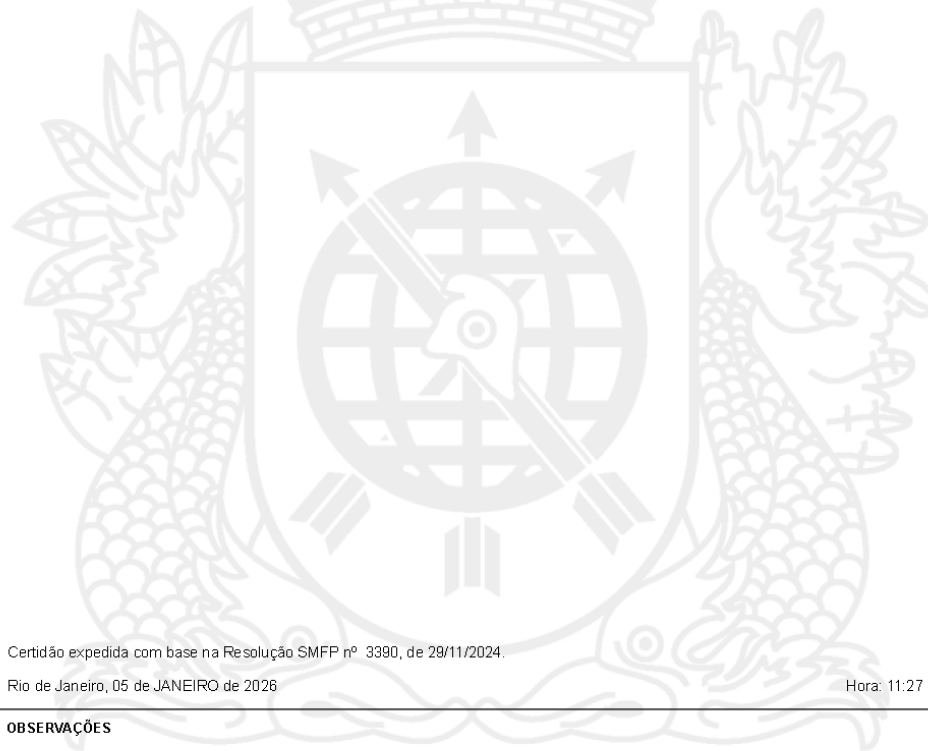 Certidão expedida com base na Resolução SMFP nº 3390, de 29/11/2024.
Rio de Janeiro, 05 de JANEIRO de 2026 Hora: 11:27
OBSERVAÇÕES